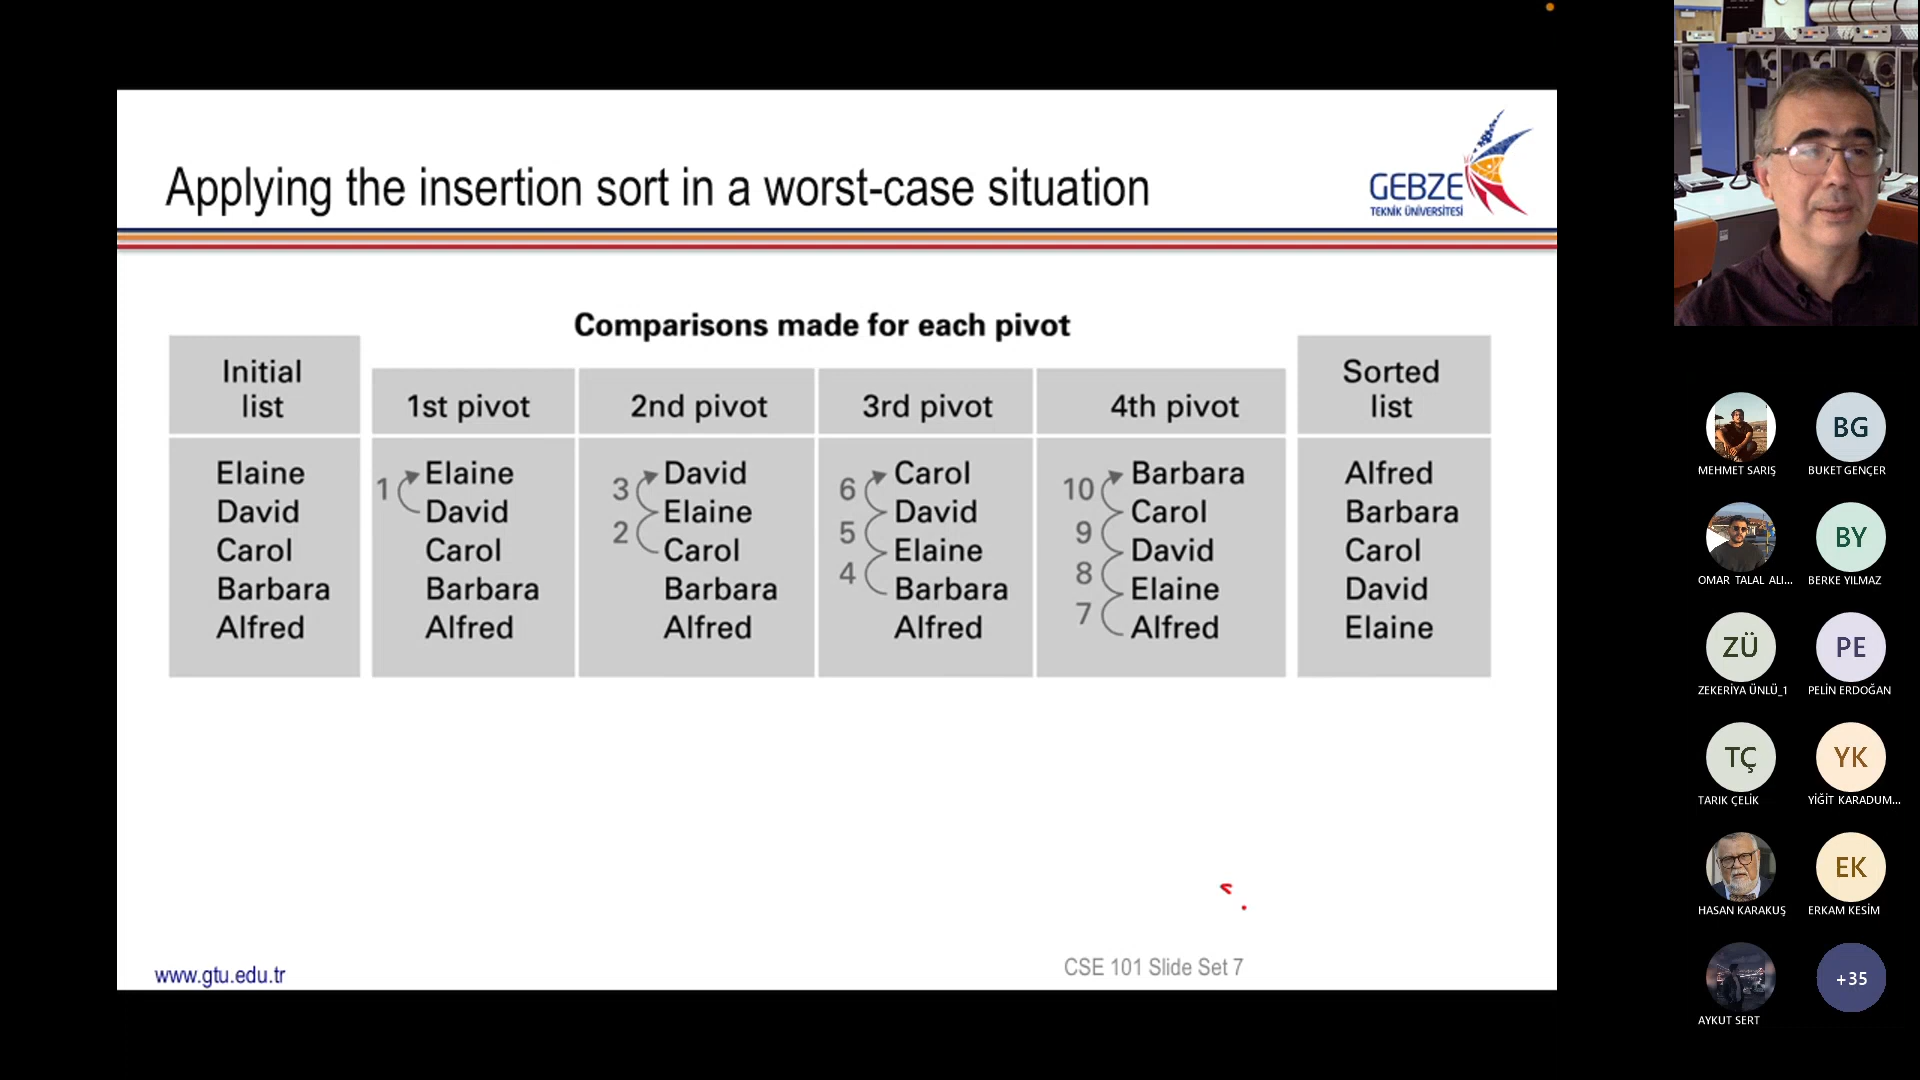 Applying the insertion sort in a worst-case situation
GEBZE
TEKNİK ÜNİVERSİTESİ
Comparisons made for each pivot
Initial list
1st pivot
2nd pivot
3rd pivot
4th pivot
Sorted list
Elaine
David
Carol
Barbara
Alfred
1
Elaine
David
Carol
Barbara
Alfred
3
2
David
Elaine
Carol
Barbara
Alfred
6
5
4
Carol
David
Elaine
Barbara
Alfred
10
9
8
7
Barbara
Carol
David
Elaine
Alfred
Alfred
Barbara
Carol
David
Elaine
www.gtu.edu.tr
CSE 101 Slide Set 7
MEHMET SARIŞ
BG
BUKET GENÇER
OMAR TALAL ALI...
BY
BERKE YILMAZ
ZÜ
ZEKERİYA ÜNLÜ_1
PE
PELİN ERDOĞAN
TÇ
TARIK ÇELİK
YK
YİĞİT KARADUM...
HASAN KARAKUŞ
EK
ERKAM KESİM
AYKUT SERT
+35